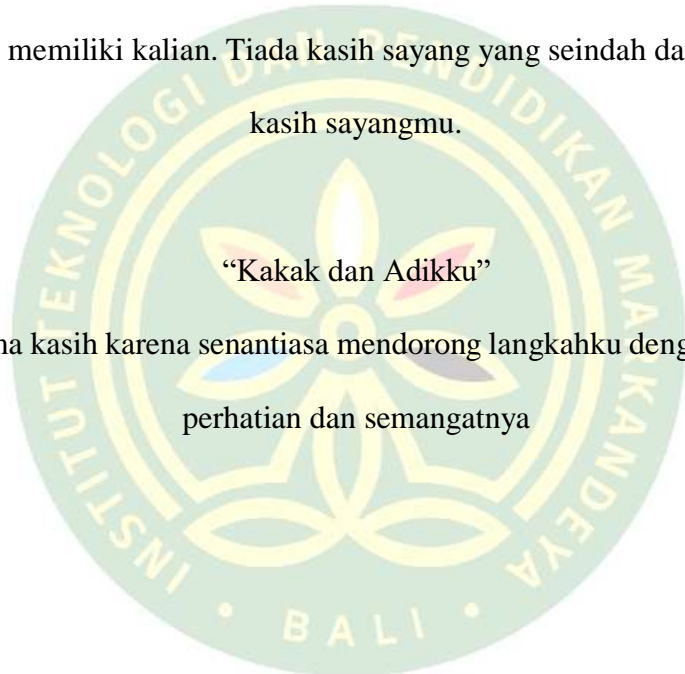 memiliki kalian. Tiada kasih sayang yang seindah
kasih sayangmu.
“Kakak dan Adikku”
kasih karena senantiasa mendorong langkahku
perhatian dan semangatnya
INSTITUT TEKNOLOGI DAN PENDIDIKAN MARKANDEYA
• BALI •